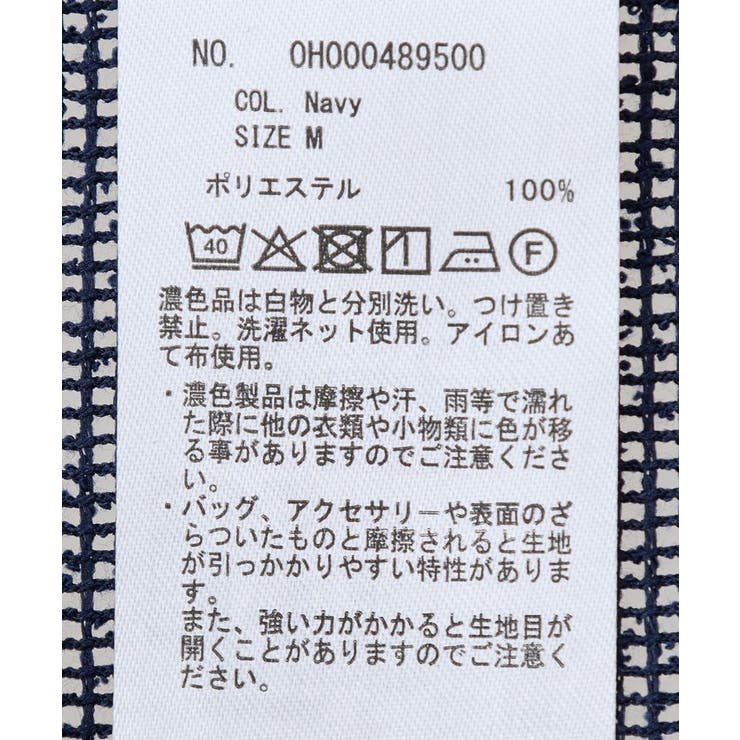 NO. 0H000489500
COL. Navy
SIZE M
ポリエステル 100%
40 F
濃色品は白物と分別洗い。つけ置き
禁止。洗濯ネット使用。アイロンあ
て布使用。
・濃色製品は摩擦や汗、雨等で濡れ
た際に他の衣類や小物類に色が移
る事がありますのでご注意くださ
い。
・バッグ、アクセサリーや表面のざ
らついたものと摩擦されると生地
が引っかかりやすい特性がありま
す。
また、強い力がかかると生地目が
開くことがありますのでご注意く
ださい。